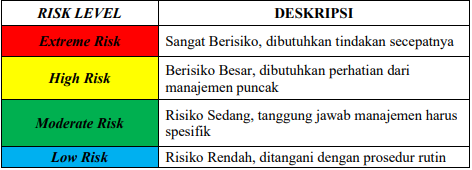 RISK LEVEL DESKRIPSI
Extreme Risk Sangat Berisiko, dibutuhkan tindakan secepatnya
High Risk Berisiko Besar, dibutuhkan perhatian dari
manajemen puncak
Moderate Risk Risiko Sedang, tanggung jawab manajemen harus
spesifik
Low Risk Risiko Rendah, ditangani dengan prosedur rutin